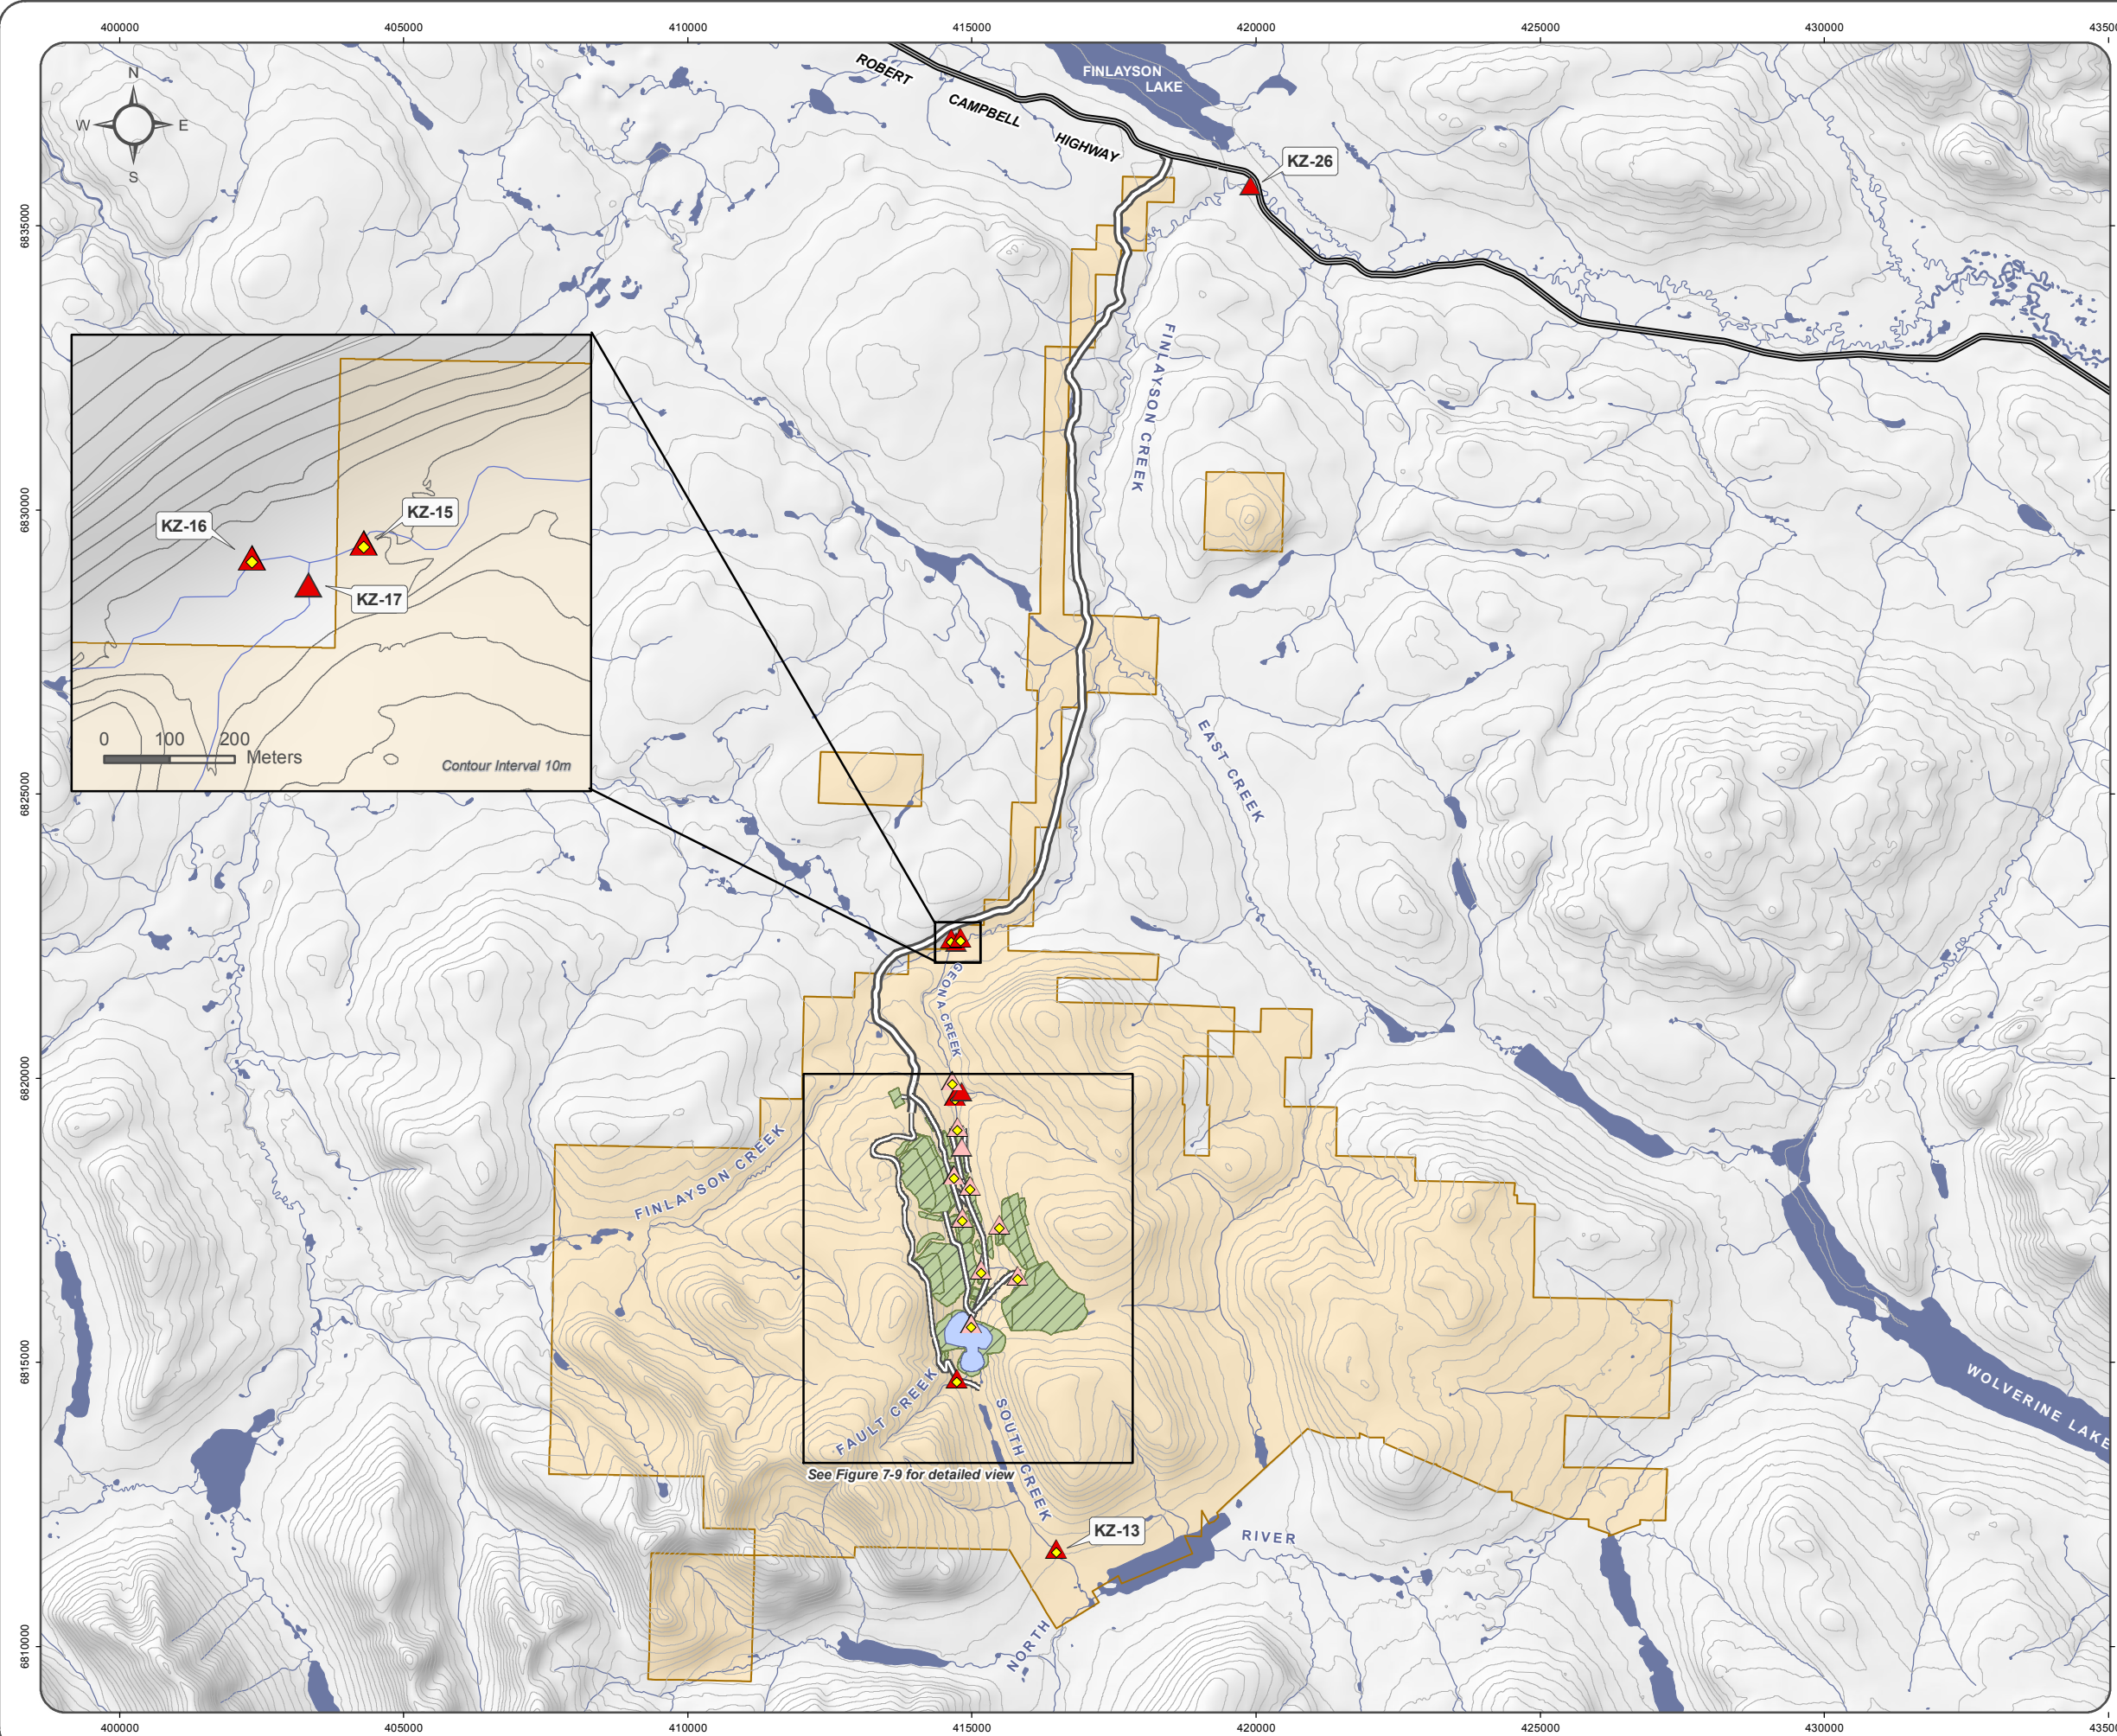 400000 405000 410000 415000 420000 425000 430000 43500
N
W E
S
ROBERT
CAMPBELL
HIGHWAY
FINLAYSON
LAKE
KZ-26
6835000
FINLAYSON CREEK
KZ-16
KZ-15
KZ-17
0 100 200
Meters
Contour Interval 10m
6830000
EAST CREEK
6825000
GEONA CREEK
6820000
FINLAYSON CREEK
6815000
FAULT CREEK
SOUTH CREEK
WOLVERINE LAKE
See Figure 7-9 for detailed view
KZ-13
RIVER
NORTH
6810000
400000 405000 410000 415000 420000 425000 430000 43500